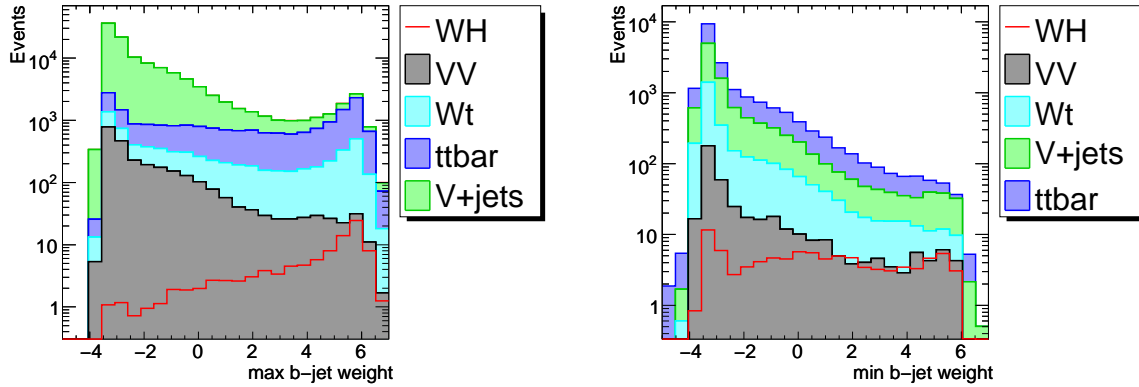 Events
10^4
10^3
10^2
10
1
−4 −2 0 2 4 6
max b−jet weight
WH
VV
Wt
ttbar
V+jets
Events
10^4
10^3
10^2
10
1
−4 −2 0 2 4 6
min b−jet weight
WH
VV
Wt
V+jets
ttbar